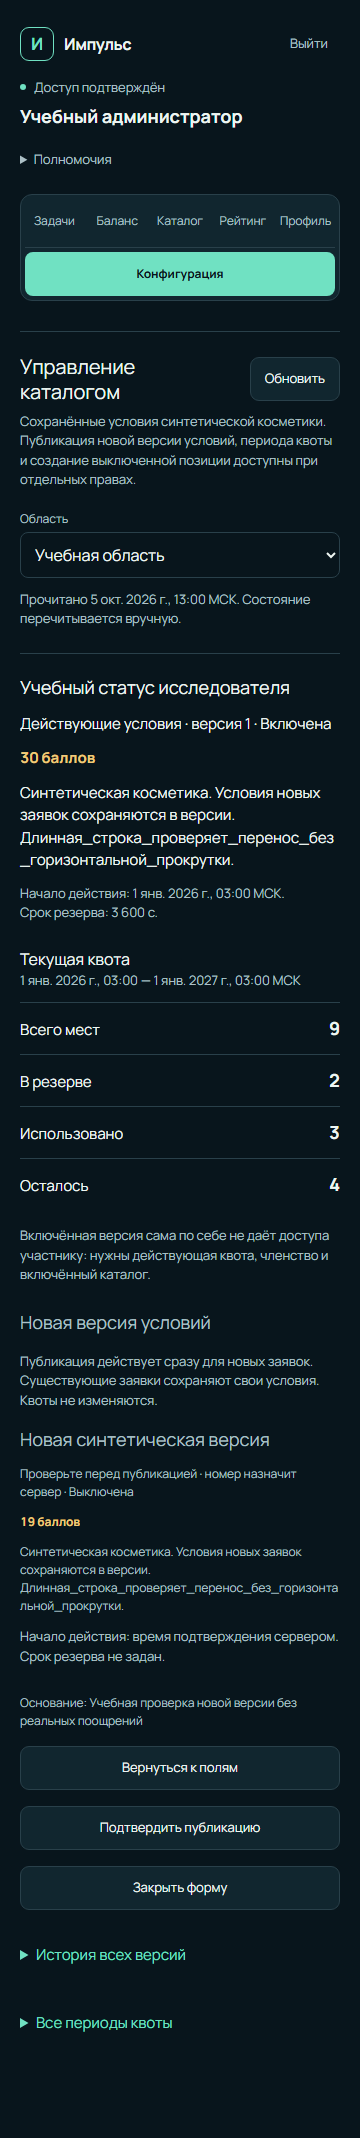 И Импульс Выйти
Доступ подтверждён
Учебный администратор
Полномочия
Задачи Баланс Каталог Рейтинг Профиль
Конфигурация
Управление
каталогом
Обновить
Сохранённые условия синтетической косметики.
Публикация новой версии условий, периода квоты
и создание выключенной позиции доступны при
отдельных правах.
Область
Учебная область
Прочитано 5 окт. 2026 г., 13:00 МСК. Состояние
перечитывается вручную.
Учебный статус исследователя
Действующие условия · версия 1 · Включена
30 баллов
Синтетическая косметика. Условия новых
заявок сохраняются в версии.
Длинная_строка_проверяет_перенос_без
_горизонтальной_прокрутки.
Начало действия: 1 янв. 2026 г., 03:00 МСК.
Срок резерва: 3 600 с.
Текущая квота
1 янв. 2026 г., 03:00 — 1 янв. 2027 г., 03:00 МСК
Всего мест 9
В резерве 2
Использовано 3
Осталось 4
Включённая версия сама по себе не даёт доступа
участнику: нужны действующая квота, членство и
включённый каталог.
Новая версия условий
Публикация действует сразу для новых заявок.
Существующие заявки сохраняют свои условия.
Квоты не изменяются.
Новая синтетическая версия
Проверьте перед публикацией · номер назначит
сервер · Выключена
19 баллов
Синтетическая косметика. Условия новых заявок
сохраняются в версии.
Длинная_строка_проверяет_перенос_без_горизонта
льной_прокрутки.
Начало действия: время подтверждения сервером.
Срок резерва не задан.
Основание: Учебная проверка новой версии без
реальных поощрений
Вернуться к полям
Подтвердить публикацию
Закрыть форму
История всех версий
Все периоды квоты